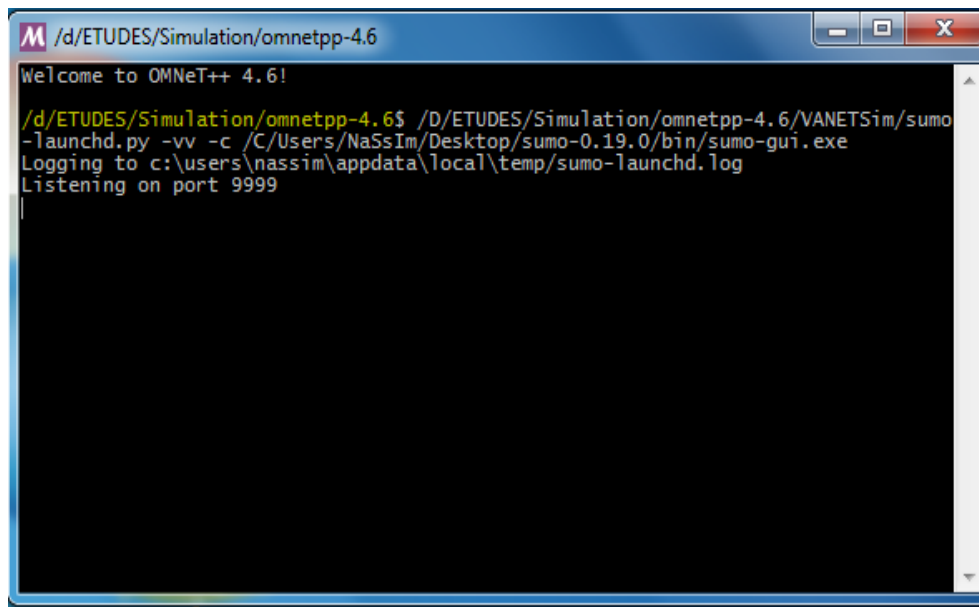 /d/ETUDES/Simulation/omnetpp-4.6
Welcome to OMNeT++ 4.6!
/d/ETUDES/Simulation/omnetpp-4.6$ /D/ETUDES/Simulation/omnetpp-4.6/VANETSim/sumo
-launchd.py -vv -c /C/Users/NaSsIm/Desktop/sumo-0.19.0/bin/sumo-gui.exe
Logging to c:\users\nassim\appdata\local\temp/sumo-launchd.log
Listening on port 9999